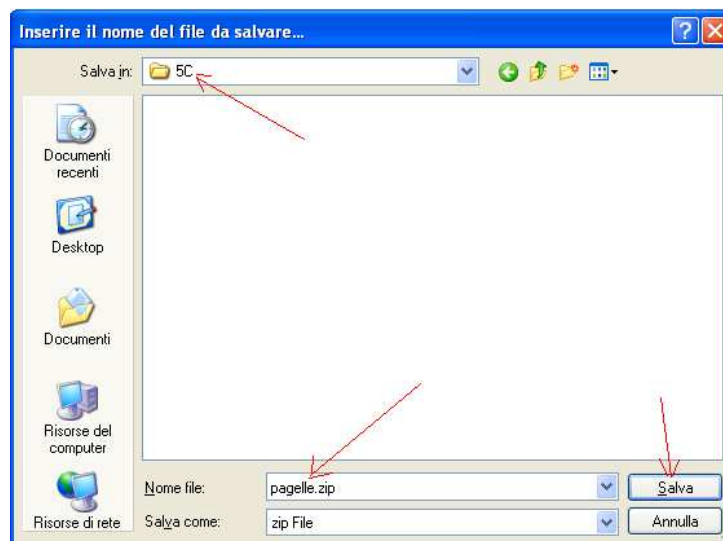 Inserire il nome del file da salvare...
Salva in:
5C
Documenti
recenti
Desktop
Documenti
Risorse del
computer
Risorse di rete
Nome file:
pagelle.zip
Salva
Salva come:
zip File
Annulla